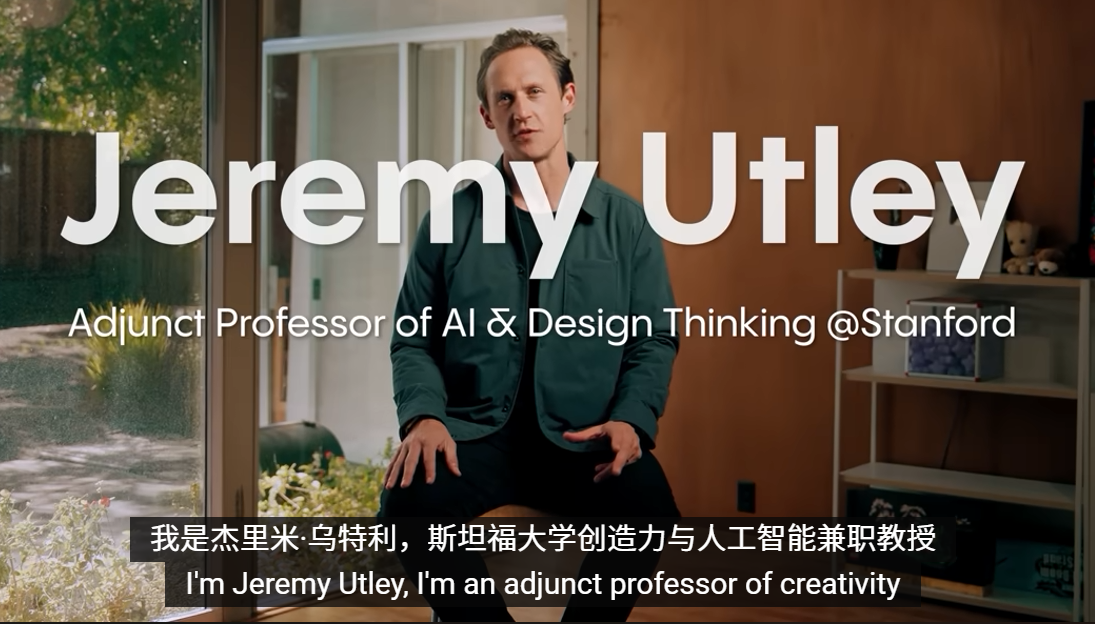 Jeremy Utley
Adjunct Professor of AI & Design Thinking @Stanford
我是杰里米·乌特利，斯坦福大学创造力与人工智能兼职教授
I'm Jeremy Utley, I'm an adjunct professor of creativity